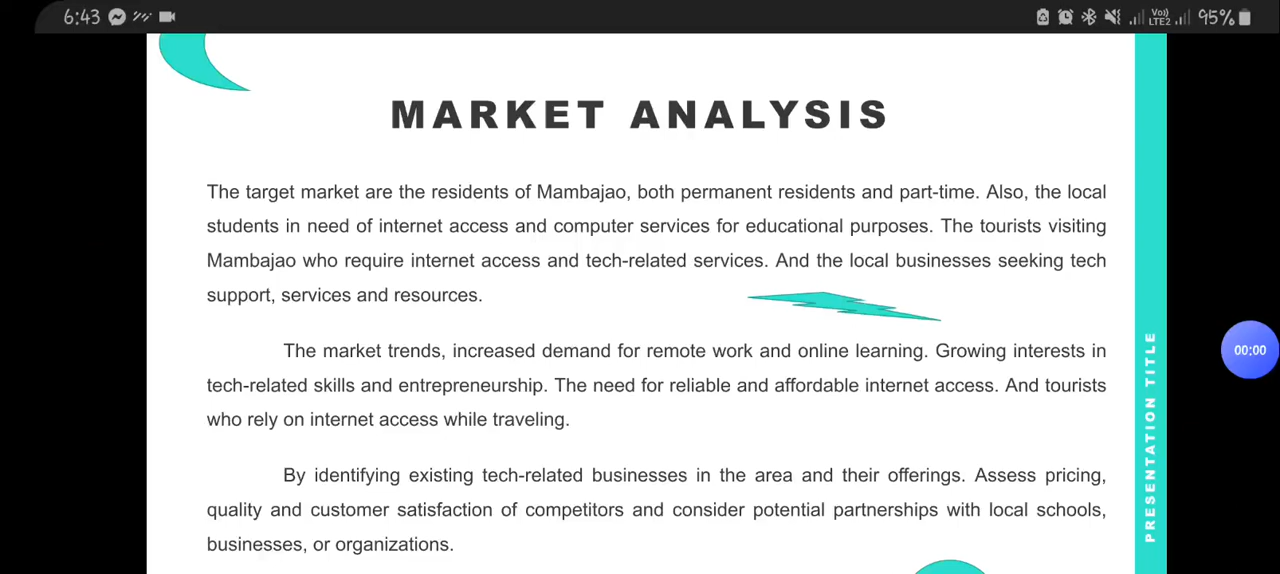 6:43
Vo))
LTE2
95%
MARKET ANALYSIS
The target market are the residents of Mambajao, both permanent residents and part-time. Also, the local
students in need of internet access and computer services for educational purposes. The tourists visiting
Mambajao who require internet access and tech-related services. And the local businesses seeking tech
support, services and resources.
The market trends, increased demand for remote work and online learning. Growing interests in
tech-related skills and entrepreneurship. The need for reliable and affordable internet access. And tourists
who rely on internet access while traveling.
By identifying existing tech-related businesses in the area and their offerings. Assess pricing,
quality and customer satisfaction of competitors and consider potential partnerships with local schools,
businesses, or organizations.
PRESENTATION TITLE
00:00